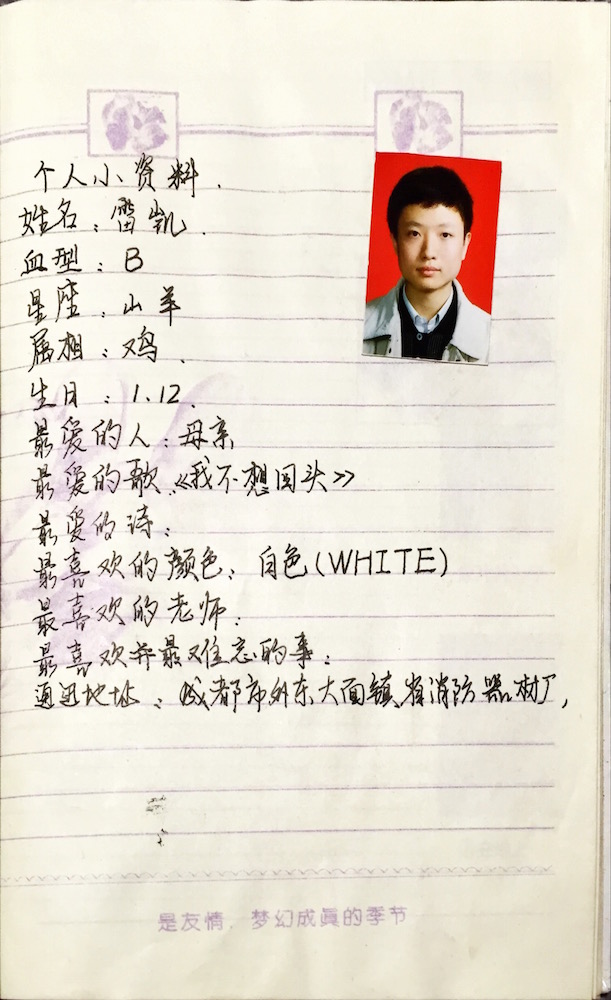 个人小资料.
姓名：雷凯.
血型：B
星座：山羊
属相：鸡.
生日：1.12.
最爱的人：母亲
最爱的歌：《我不想回头》
最爱的诗：
最喜欢的颜色：白色(WHITE)
最喜欢的老师：
最喜欢并最难忘的事：
通迅地址：成都市外东大面镇省消防器材厂,
是友情，梦幻成真的季节